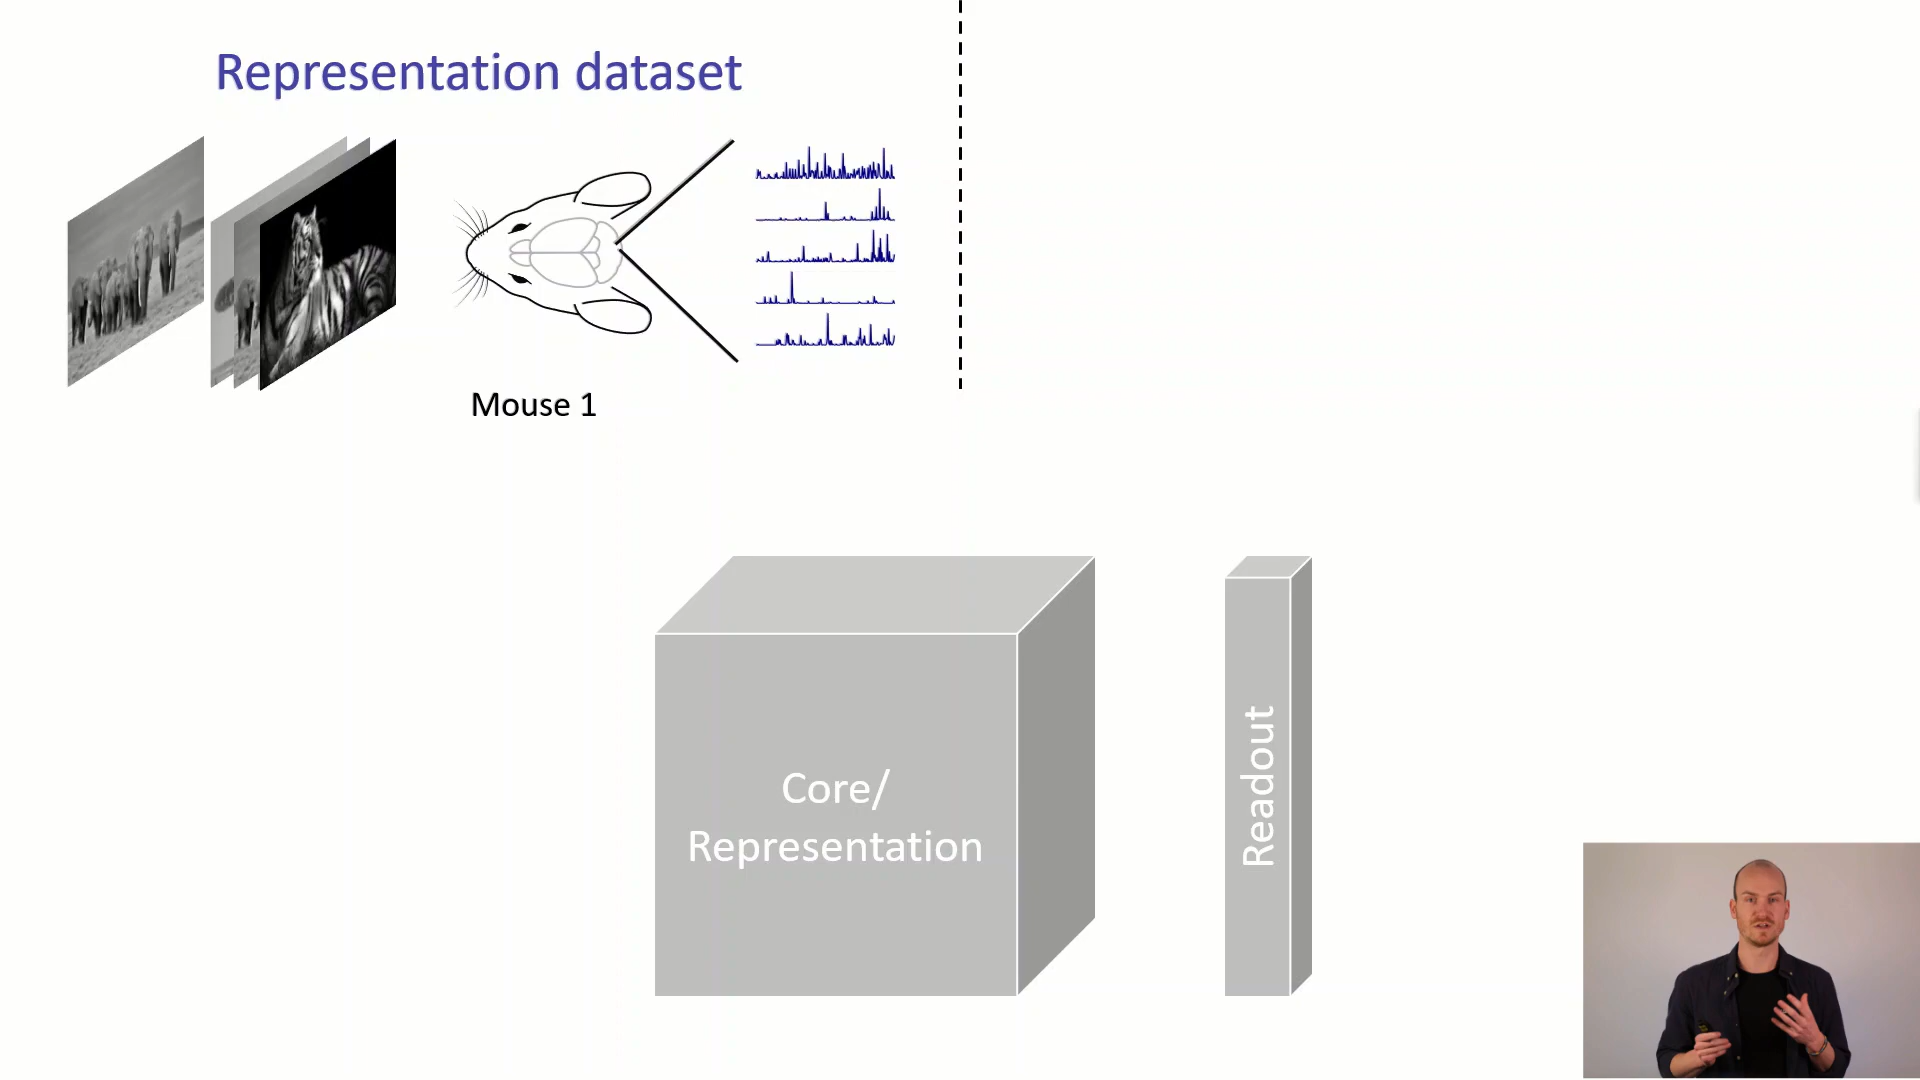 Representation dataset
Mouse 1
Core/
Representation
Readout